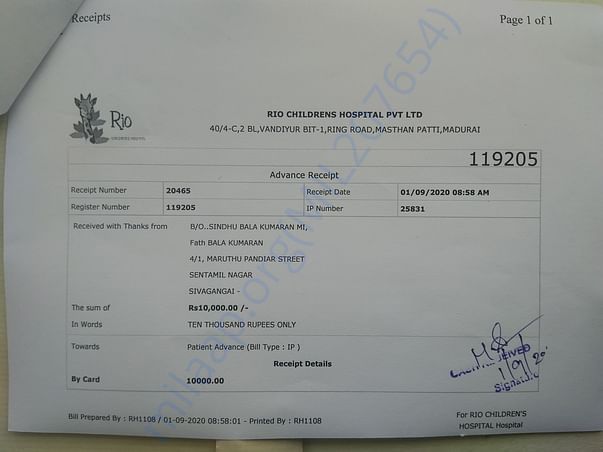 Receipts
Page 1 of 1
Rio
CHILDRENS HOSPITAL
RIO CHILDRENS HOSPITAL PVT LTD
40/4-C,2 BL,VANDIYUR BIT-1,RING ROAD,MASTHAN PATTI,MADURAI
119205
Advance Receipt
Receipt Number 20465 Receipt Date 01/09/2020 08:58 AM
Register Number 119205 IP Number 25831
Received with Thanks from B/O..SINDHU BALA KUMARAN MI,
Fath BALA KUMARAN
4/1, MARUTHU PANDIAR STREET
SENTAMIL NAGAR
SIVAGANGAI -
The sum of Rs10,000.00 /-
In Words TEN THOUSAND RUPEES ONLY
Towards Patient Advance (Bill Type : IP )
Receipt Details
By Card 10000.00
Bill Prepared By : RH1108 / 01-09-2020 08:58:01 - Printed By : RH1108
For RIO CHILDREN'S
HOSPITAL Hospital